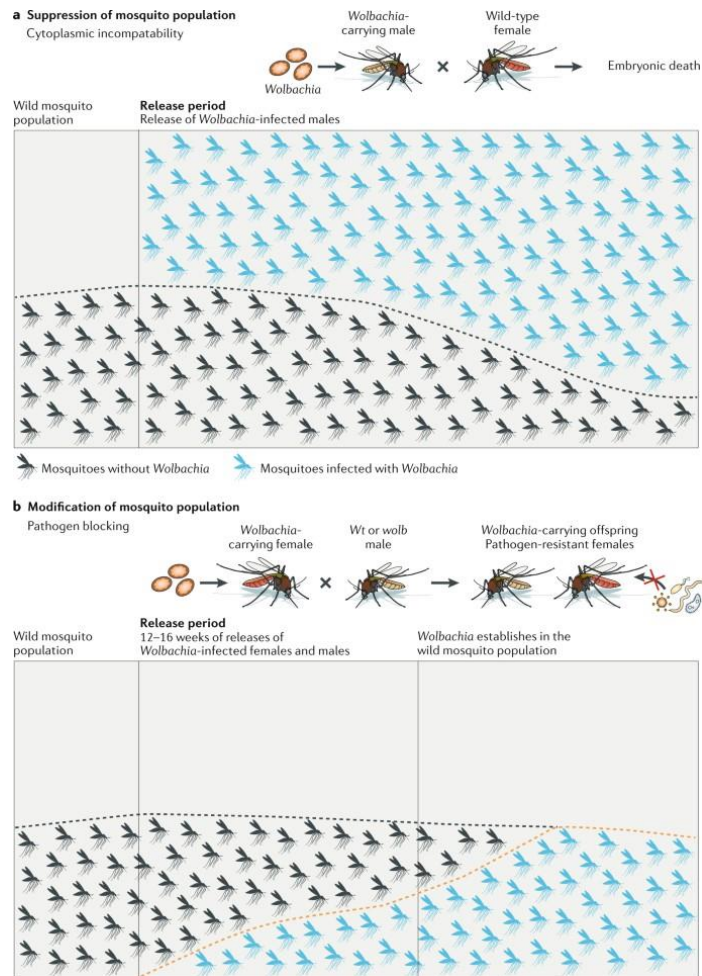 a Suppression of mosquito population
Cytoplasmic incompatability
Wolbachia-
carrying male
Wild-type
female
Wolbachia
Embryonic death
Wild mosquito
population
Release period
Release of Wolbachia-infected males
Mosquitoes without Wolbachia
Mosquitoes infected with Wolbachia
b Modification of mosquito population
Pathogen blocking
Wolbachia-
carrying female
Wt or wolb
male
Wolbachia-carrying offspring
Pathogen-resistant females
Wild mosquito
population
Release period
12–16 weeks of releases of
Wolbachia-infected females and males
Wolbachia establishes in the
wild mosquito population